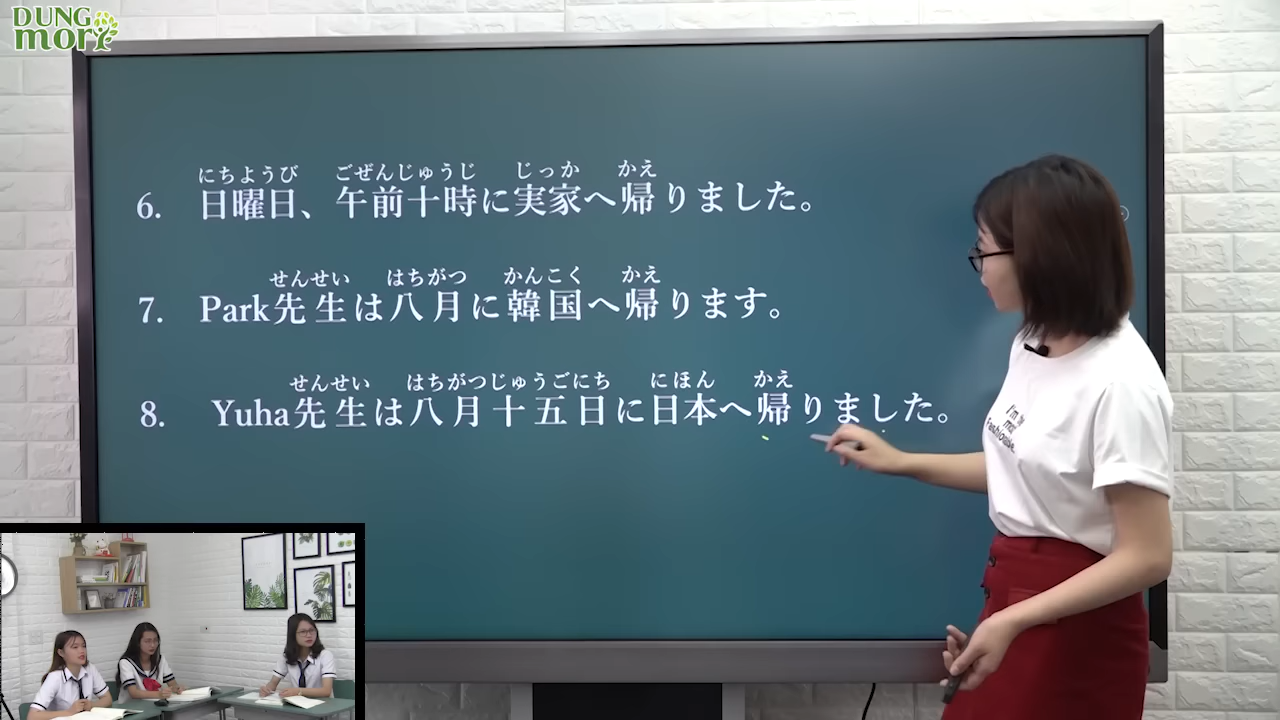 DUNG
mori
にちようび ごぜんじゅうじ じっか かえ
6. 日曜日、午前十時に実家へ帰りました。
せんせい はちがつ かんこく かえ
7. Park先生は八月に韓国へ帰ります。
せんせい はちがつじゅうごにち にほん かえ
8. Yuha先生は八月十五日に日本へ帰りました。
I'm